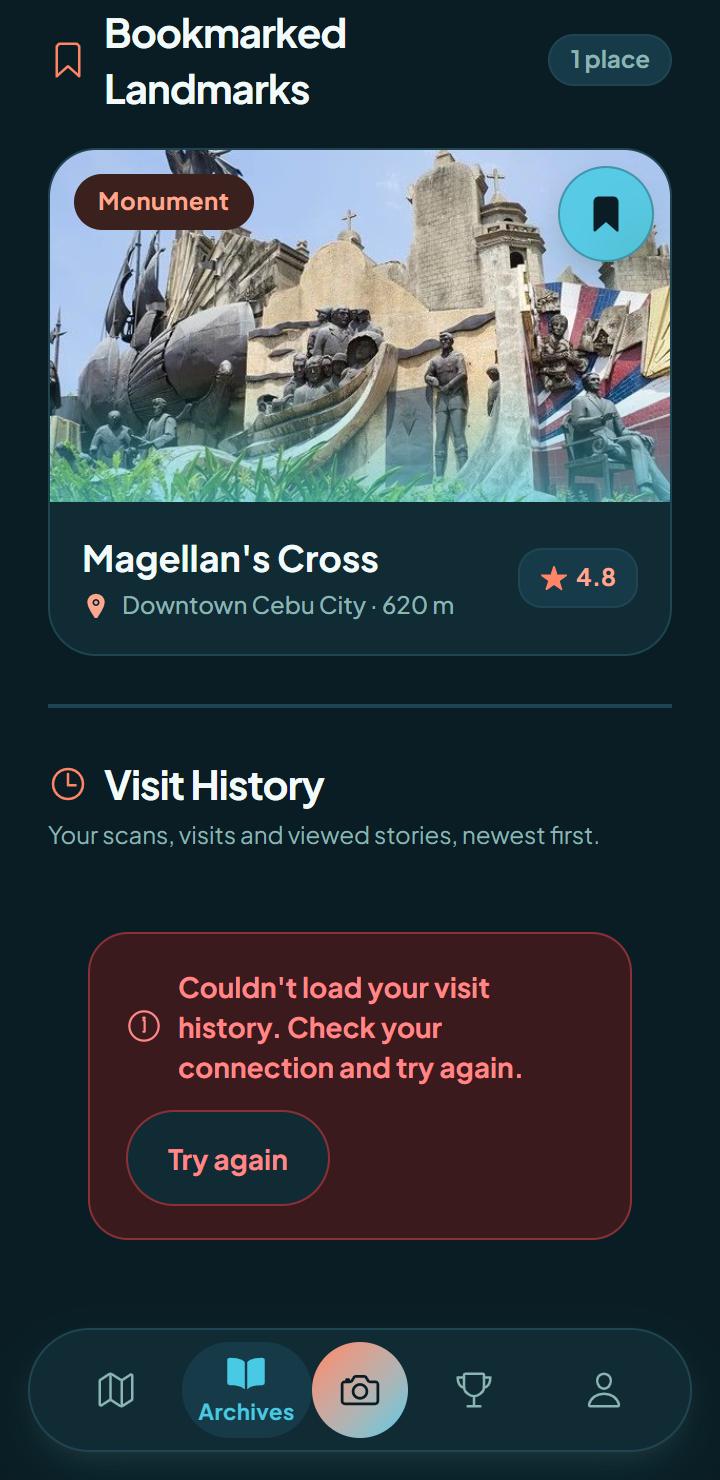 Bookmarked
Landmarks
1 place
Monument
Magellan's Cross
Downtown Cebu City · 620 m
4.8
Visit History
Your scans, visits and viewed stories, newest first.
Couldn't load your visit
history. Check your
connection and try again.
Try again
Archives